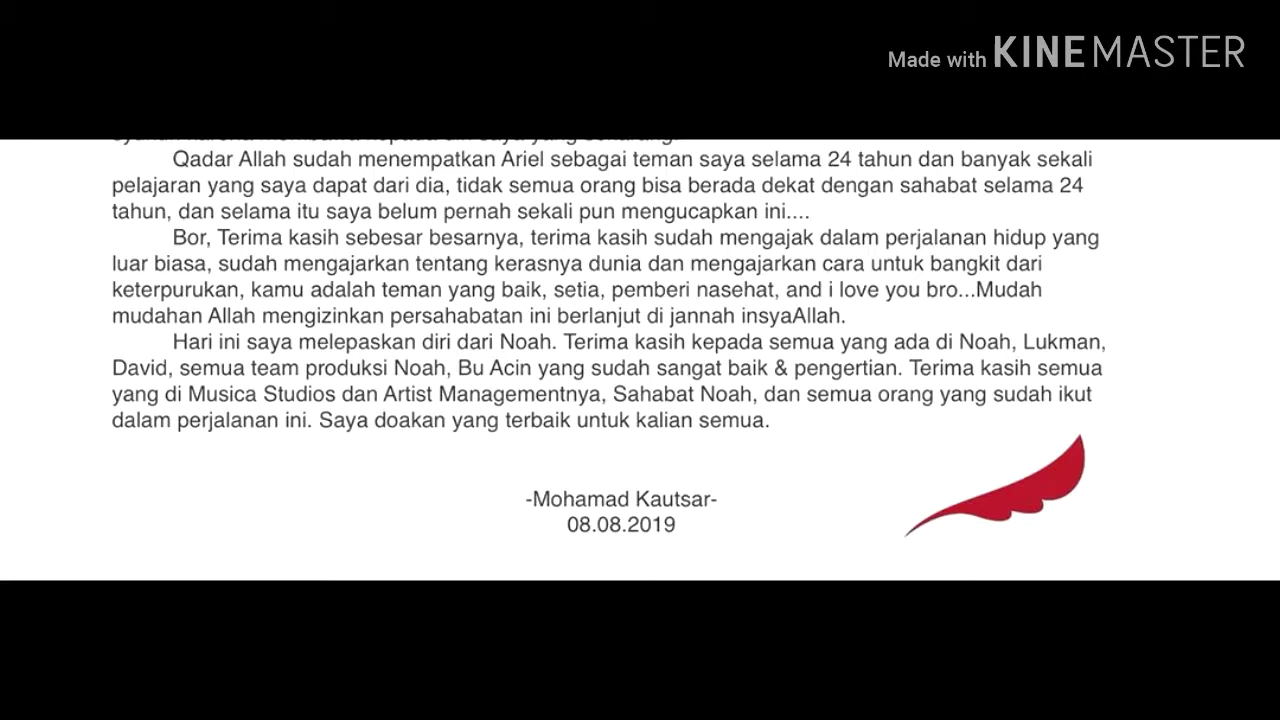 Made with KINEMASTER
Qadar Allah sudah menempatkan Ariel sebagai teman saya selama 24 tahun dan banyak sekali
pelajaran yang saya dapat dari dia, tidak semua orang bisa berada dekat dengan sahabat selama 24
tahun, dan selama itu saya belum pernah sekali pun mengucapkan ini....
Bor, Terima kasih sebesar besarnya, terima kasih sudah mengajak dalam perjalanan hidup yang
luar biasa, sudah mengajarkan tentang kerasnya dunia dan mengajarkan cara untuk bangkit dari
keterpurukan, kamu adalah teman yang baik, setia, pemberi nasehat, and i love you bro...Mudah
mudahan Allah mengizinkan persahabatan ini berlanjut di jannah insyaAllah.
Hari ini saya melepaskan diri dari Noah. Terima kasih kepada semua yang ada di Noah, Lukman,
David, semua team produksi Noah, Bu Acin yang sudah sangat baik & pengertian. Terima kasih semua
yang di Musica Studios dan Artist Managementnya, Sahabat Noah, dan semua orang yang sudah ikut
dalam perjalanan ini. Saya doakan yang terbaik untuk kalian semua.
-Mohamad Kautsar-
08.08.2019